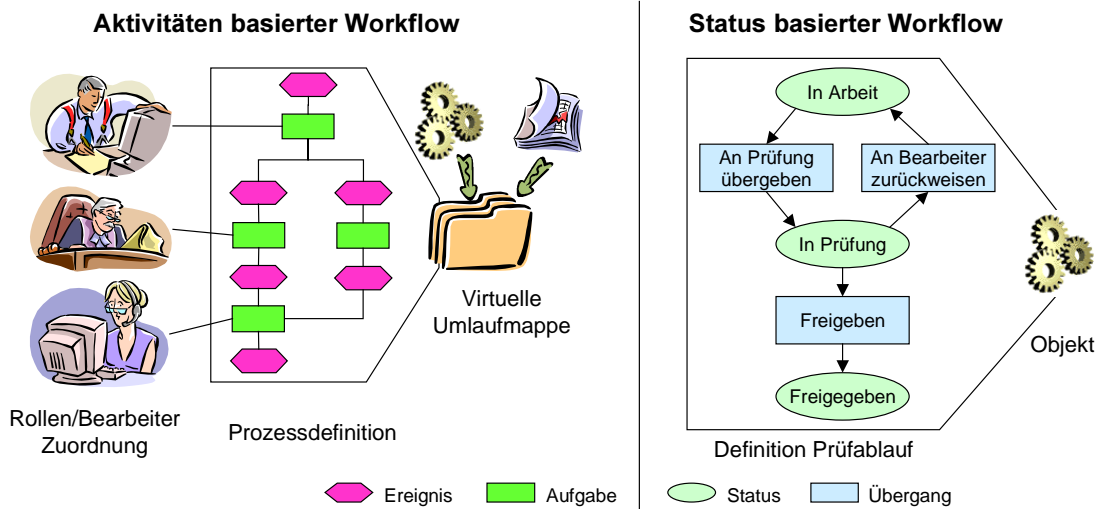 Aktivitäten basierter Workflow
Rollen/Bearbeiter
Zuordnung
Prozessdefinition
Virtuelle
Umlaufmappe
Ereignis
Aufgabe
Status basierter Workflow
In Arbeit
An Prüfung
übergeben
An Bearbeiter
zurückweisen
In Prüfung
Freigeben
Freigegeben
Objekt
Definition Prüfablauf
Status
Übergang